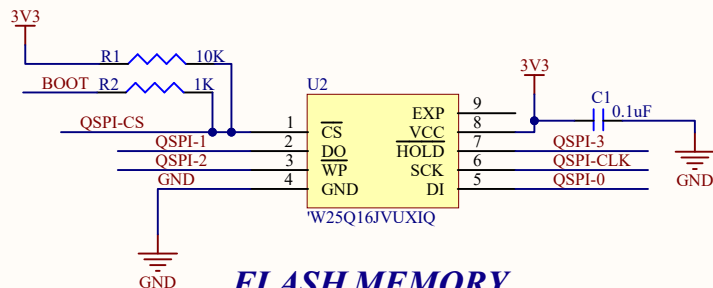 3V3
R1 10K
BOOT R2 1K
QSPI-CS 1
QSPI-1 2
QSPI-2 3
GND 4
GND
U2
CS EXP 9
DO VCC 8
WP HOLD 7
GND SCK 6
DI 5
'W25Q16JVUXIQ
3V3
C1
0.1uF
QSPI-3
QSPI-CLK
QSPI-0
GND
FLASH MEMORY